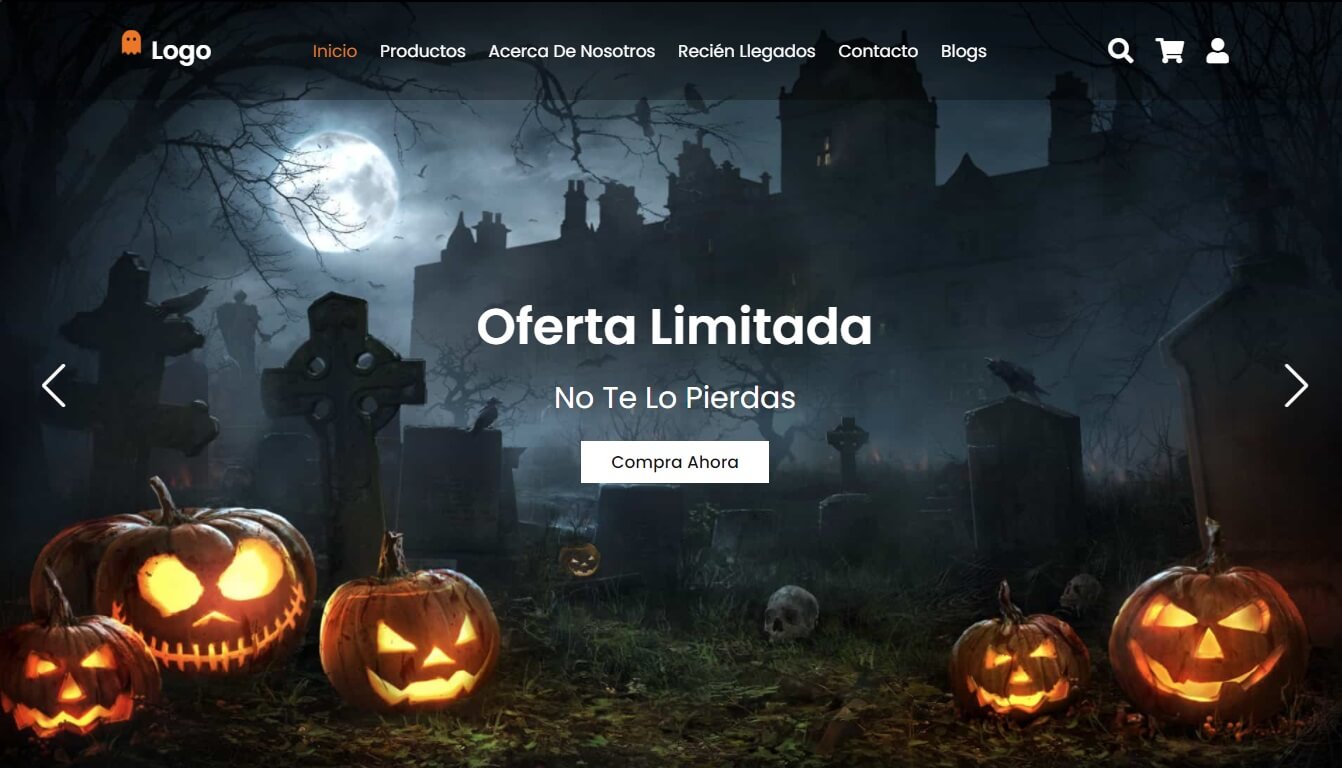 Logo
Inicio Productos Acerca De Nosotros Recién Llegados Contacto Blogs
Oferta Limitada
No Te Lo Pierdas
Compra Ahora